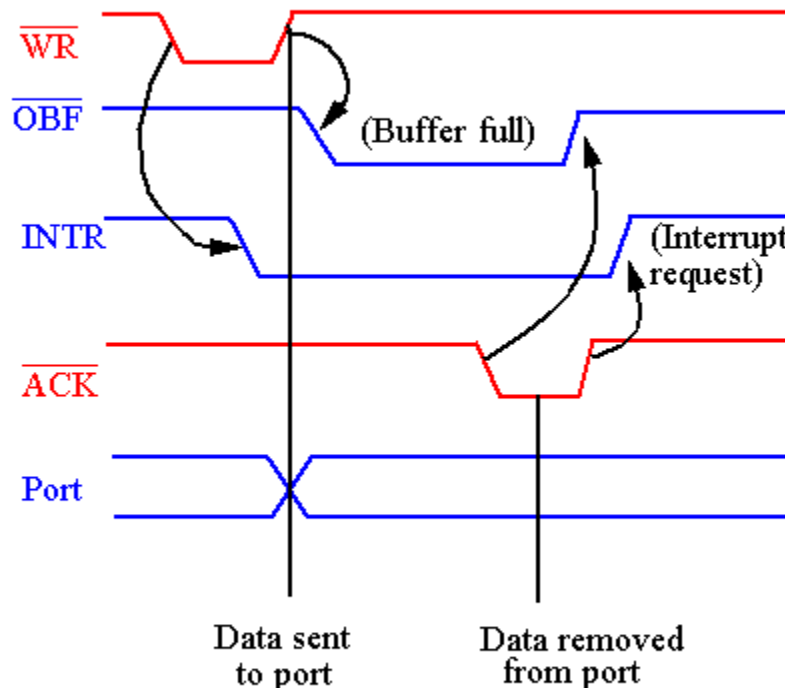 WR
OBF
(Buffer full)
INTR
(Interrupt
request)
ACK
Port
Data sent
to port
Data removed
from port